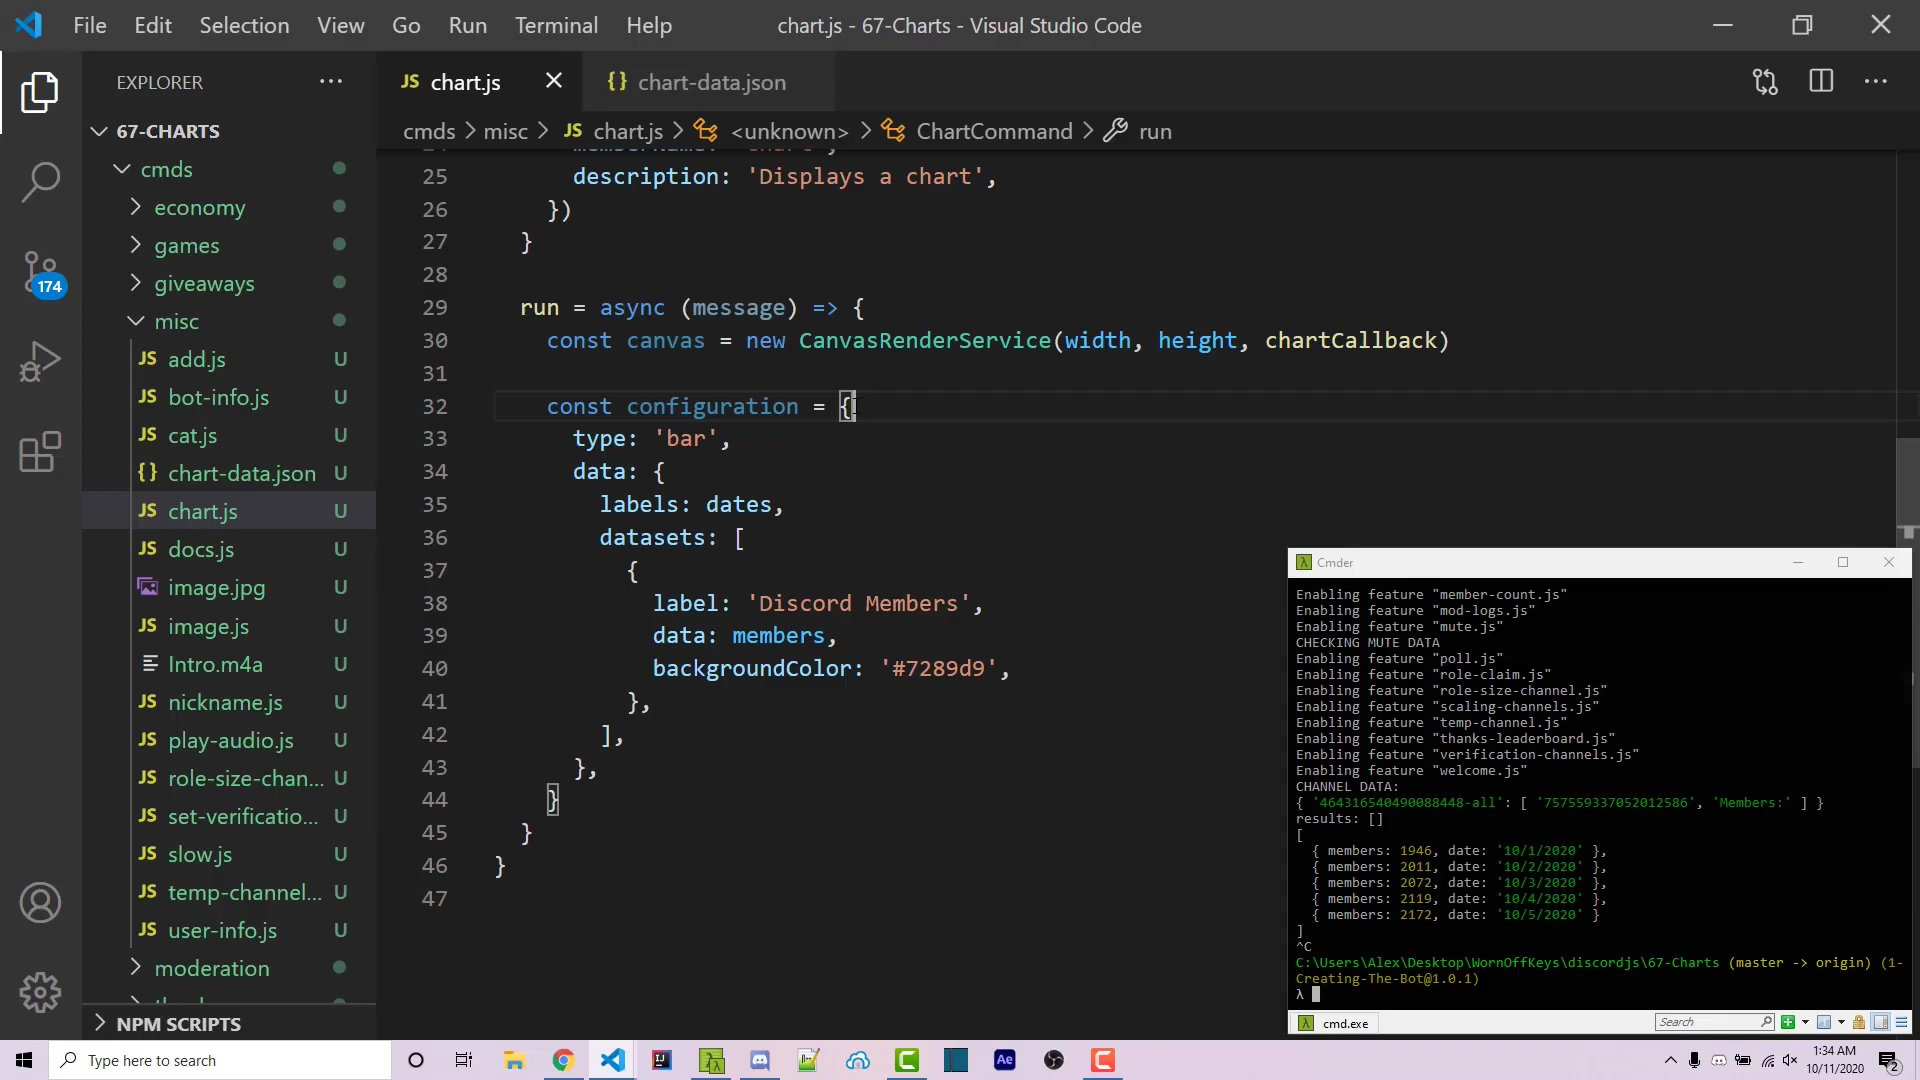 File Edit Selection View Go Run Terminal Help
chart.js - 67-Charts - Visual Studio Code
EXPLORER
67-CHARTS
cmds
economy
games
giveaways
misc
JS add.js U
JS bot-info.js U
JS cat.js U
{} chart-data.json U
JS chart.js U
JS docs.js U
image.jpg U
JS image.js U
Intro.m4a U
JS nickname.js U
JS play-audio.js U
JS role-size-chan... U
JS set-verificatio... U
JS slow.js U
JS temp-channel... U
JS user-info.js U
moderation
NPM SCRIPTS
174
JS chart.js
{} chart-data.json
cmds > misc > JS chart.js > <unknown> > ChartCommand > run
25 description: 'Displays a chart',
26 })
27 }
28
29 run = async (message) => {
30 const canvas = new CanvasRenderService(width, height, chartCallback)
31
32 const configuration = {
33 type: 'bar',
34 data: {
35 labels: dates,
36 datasets: [
37 {
38 label: 'Discord Members',
39 data: members,
40 backgroundColor: '#7289d9',
41 },
42 ],
43 },
44 }
45 }
46 }
47
Cmder
Enabling feature "member-count.js"
Enabling feature "mod-logs.js"
Enabling feature "mute.js"
CHECKING MUTE DATA
Enabling feature "poll.js"
Enabling feature "role-claim.js"
Enabling feature "role-size-channel.js"
Enabling feature "scaling-channels.js"
Enabling feature "temp-channel.js"
Enabling feature "thanks-leaderboard.js"
Enabling feature "verification-channels.js"
Enabling feature "welcome.js"
CHANNEL DATA:
{ '464316540490088448-all': [ '757559337052012586', 'Members:' ] }
results: []
[
{ members: 1946, date: '10/1/2020' },
{ members: 2011, date: '10/2/2020' },
{ members: 2072, date: '10/3/2020' },
{ members: 2119, date: '10/4/2020' },
{ members: 2172, date: '10/5/2020' }
]
^C
C:\Users\Alex\Desktop\WornOffKeys\discordjs\67-Charts (master -> origin) (1-
Creating-The-Bot@1.0.1)
λ
cmd.exe
Search
Type here to search
1:34 AM
10/11/2020
2